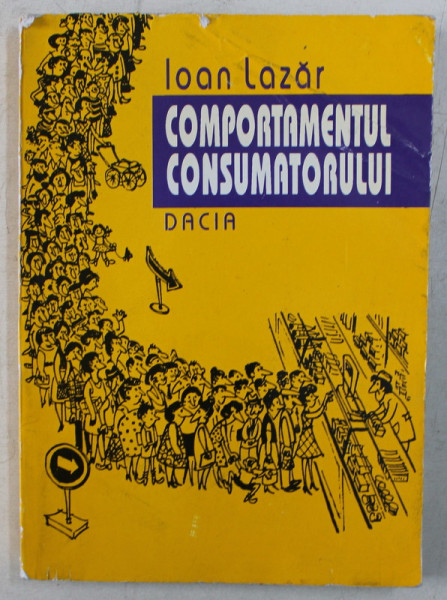 Ioan Lazăr
COMPORTAMENTUL
CONSUMATORULUI
DACIA